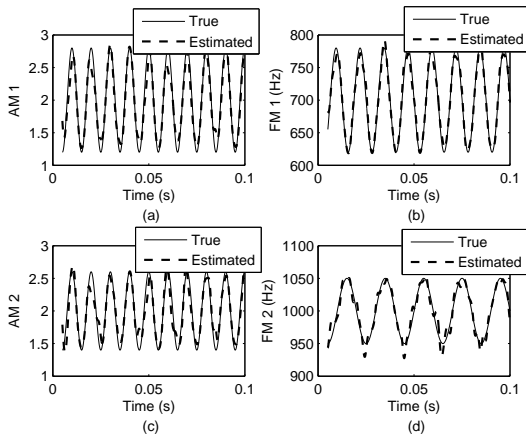 True
Estimated
3
2.5
2
1.5
1
AM 1
0
0.05
0.1
Time (s)
(a)
True
Estimated
800
750
700
650
600
FM 1 (Hz)
0
0.05
0.1
Time (s)
(b)
True
Estimated
3
2.5
2
1.5
1
AM 2
0
0.05
0.1
Time (s)
(c)
True
Estimated
1100
1050
1000
950
900
FM 2 (Hz)
0
0.05
0.1
Time (s)
(d)